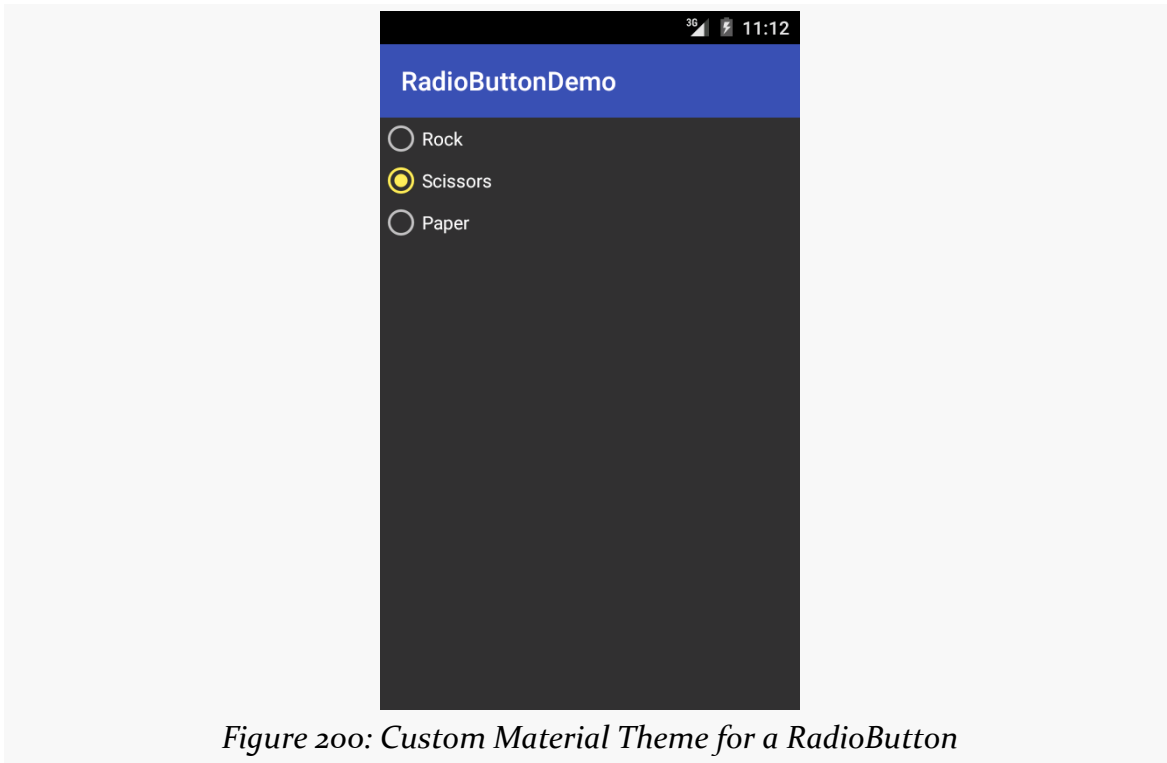 3G 11:12
RadioButtonDemo
Rock
Scissors
Paper
Figure 200: Custom Material Theme for a RadioButton